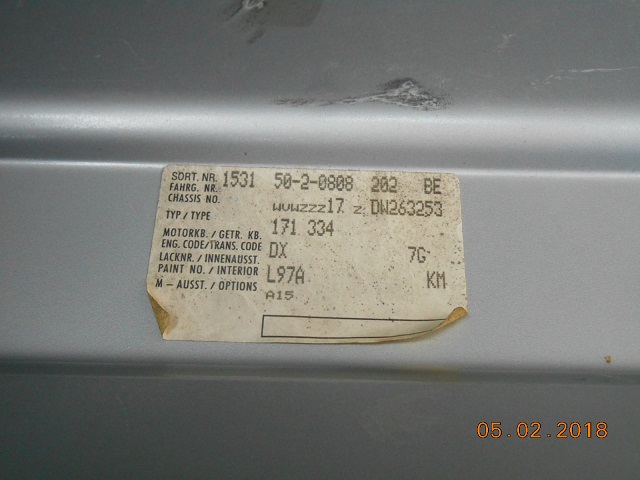 SORT. NR. 1531 50-2-0808 202 BE
FAHRG. NR.
CHASSIS NO. WVWZZZ17 Z DW263253
TYP / TYPE 171 334
MOTORKB. / GETR. KB.
ENG. CODE/TRANS. CODE DX 7G
LACKNR. / INNENAUSST.
PAINT NO. / INTERIOR L97A KM
M - AUSST. / OPTIONS A15
05.02.2018